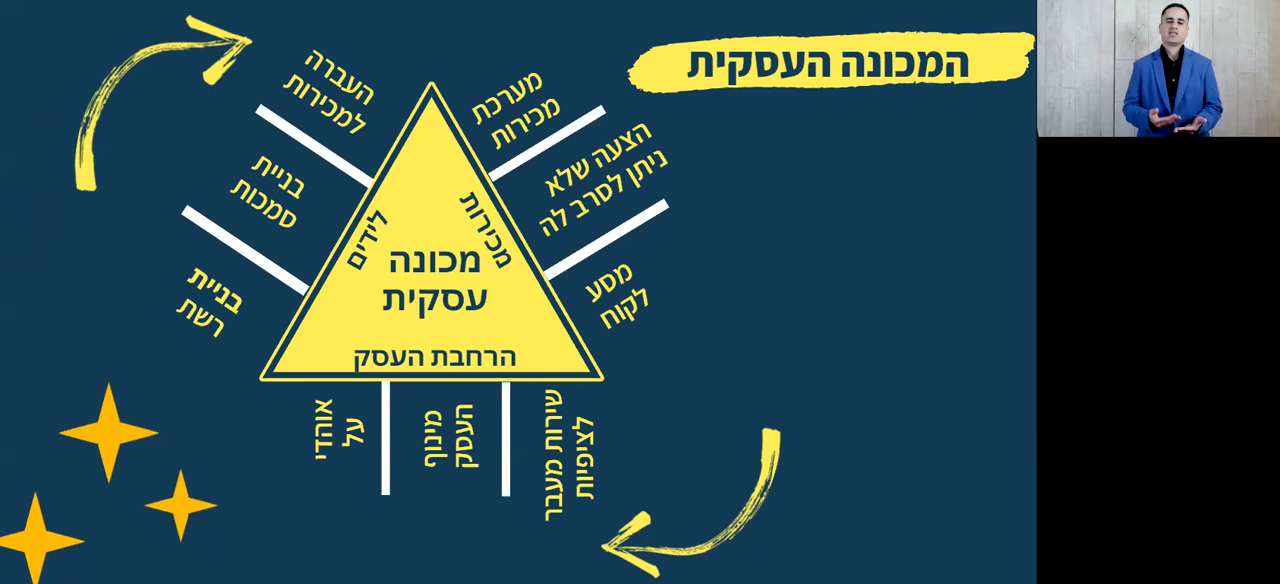 המכונה העסקית
העברה
למכירות
בניית
סמכות
בניית
רשת
מערכת
מכירות
הצעה שלא
ניתן לסרב לה
מסע
לקוח
לידים
מכירות
מכונה
עסקית
הרחבת העסק
אוהדי
על
מינוף
העסק
שירות מעבר
לציפיות